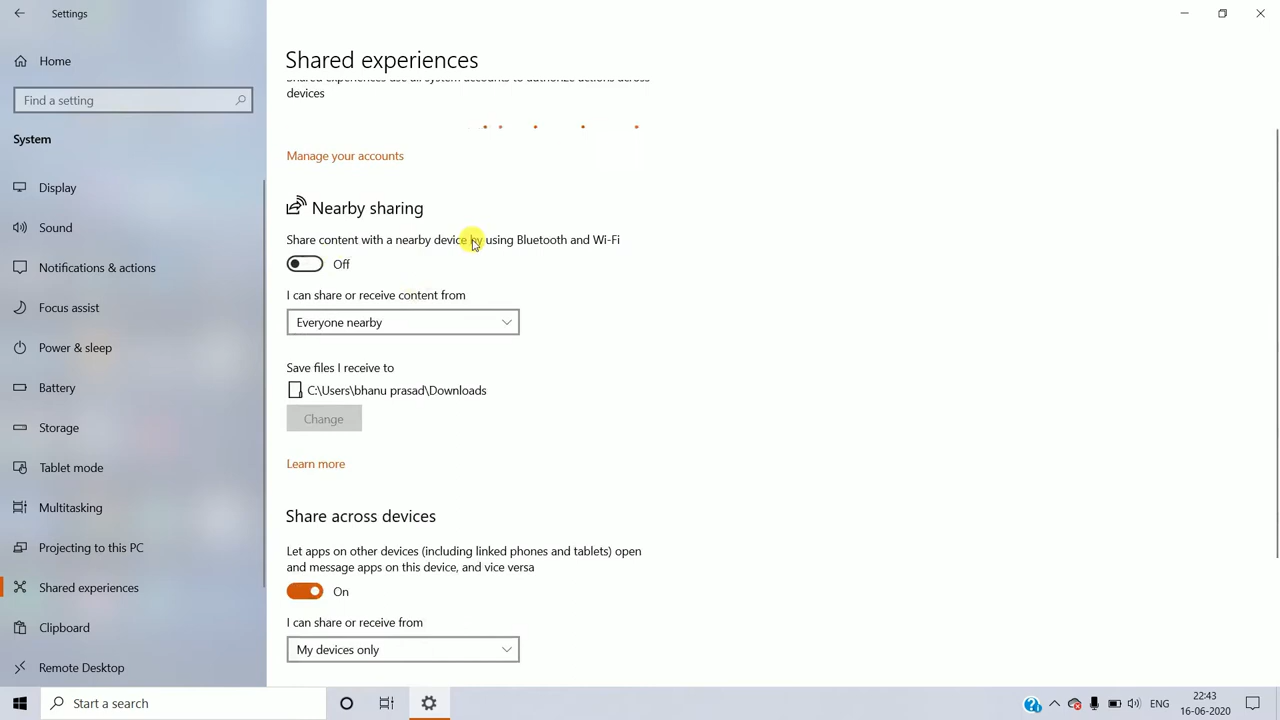 Settings
Home
Find a setting
System
Display
Sound
Notifications & actions
Focus assist
Power & sleep
Battery
Storage
Tablet mode
Multitasking
Projecting to this PC
Shared experiences
Clipboard
Remote Desktop
Shared experiences
Shared experiences use all system accounts to authorize actions across
devices
Manage your accounts
Nearby sharing
Share content with a nearby device by using Bluetooth and Wi-Fi
Off
I can share or receive content from
Everyone nearby
Save files I receive to
C:\Users\bhanu prasad\Downloads
Change
Learn more
Share across devices
Let apps on other devices (including linked phones and tablets) open
and message apps on this device, and vice versa
On
I can share or receive from
My devices only
Start a search
ENG
22:43
16-06-2020